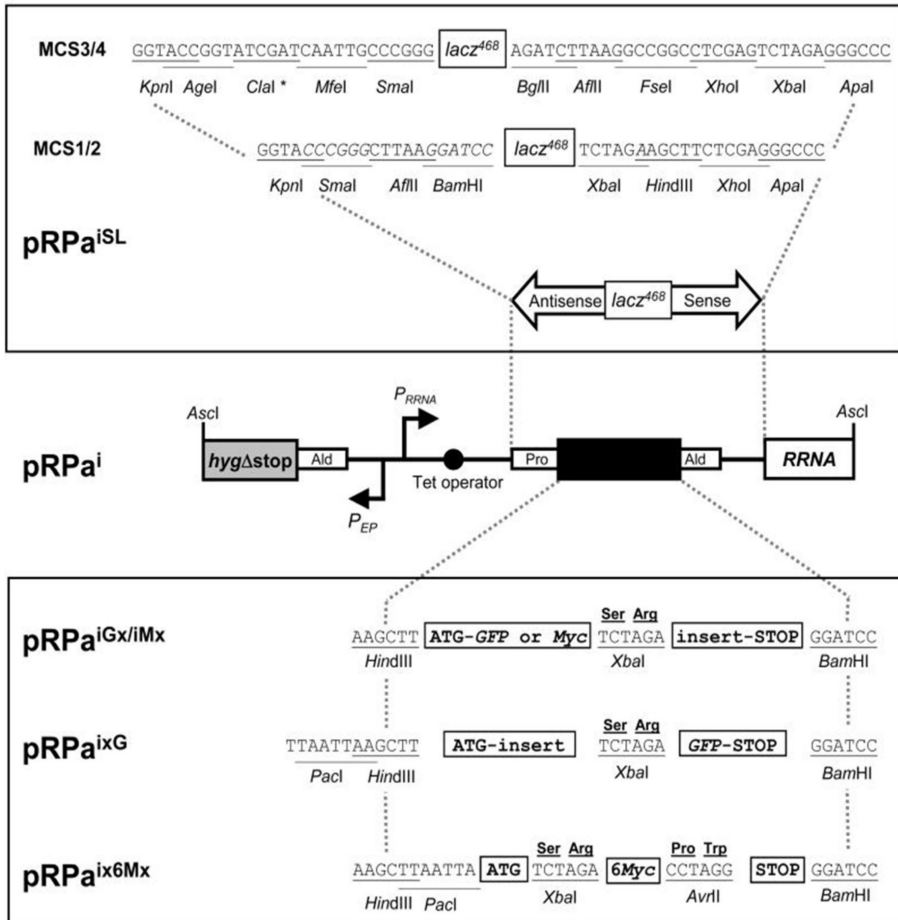 MCS3/4 GGTACCGGTATCGATCAATTGCCCGGG lacz468 AGATCTTAAGGCCGGCCTCGAGTCTAGAGGGCCC
KpnI AgeI ClaI * MfeI SmaI BglII AflII FseI XhoI XbaI ApaI
MCS1/2 GGTACCCGGGCTTAAGGATCC lacz468 TCTAGAAGCTTCTCGAGGGCCC
KpnI SmaI AflII BamHI XbaI HindIII XhoI ApaI
pRPaiSL
Antisense lacz468 Sense
PRRNA
AscI AscI
pRPai hygΔstop Ald Pro Ald RRNA
Tet operator
PEP
Ser Arg
pRPaiGx/iMx AAGCTT ATG-GFP or Myc TCTAGA insert-STOP GGATCC
HindIII XbaI BamHI
Ser Arg
pRPaixG TTAATTAAGCTT ATG-insert TCTAGA GFP-STOP GGATCC
PacI HindIII XbaI BamHI
Ser Arg Pro Trp
pRPaix6Mx AAGCTTAATTA ATG TCTAGA 6Myc CCTAGG STOP GGATCC
HindIII PacI XbaI AvrII BamHI